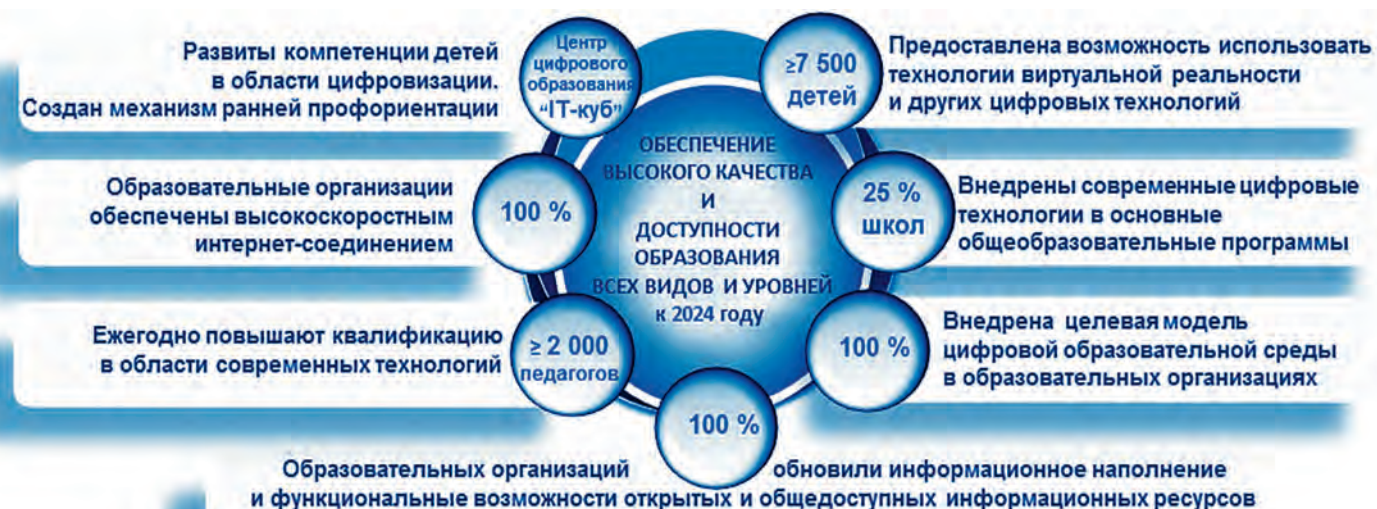 Развиты компетенции детей
в области цифровизации.
Создан механизм ранней профориентации
Центр
цифрового
образования
“IT-куб”
≥7 500
детей
Предоставлена возможность использовать
технологии виртуальной реальности
и других цифровых технологий
ОБЕСПЕЧЕНИЕ
ВЫСОКОГО КАЧЕСТВА
И
ДОСТУПНОСТИ
ОБРАЗОВАНИЯ
ВСЕХ ВИДОВ И УРОВНЕЙ
к 2024 году
Образовательные организации
обеспечены высокоскоростным
интернет-соединением
100 %
25 %
школ
Внедрены современные цифровые
технологии в основные
общеобразовательные программы
Ежегодно повышают квалификацию
в области современных технологий
≥ 2 000
педагогов
100 %
Внедрена целевая модель
цифровой образовательной среды
в образовательных организациях
100 %
Образовательных организаций обновили информационное наполнение
и функциональные возможности открытых и общедоступных информационных ресурсов